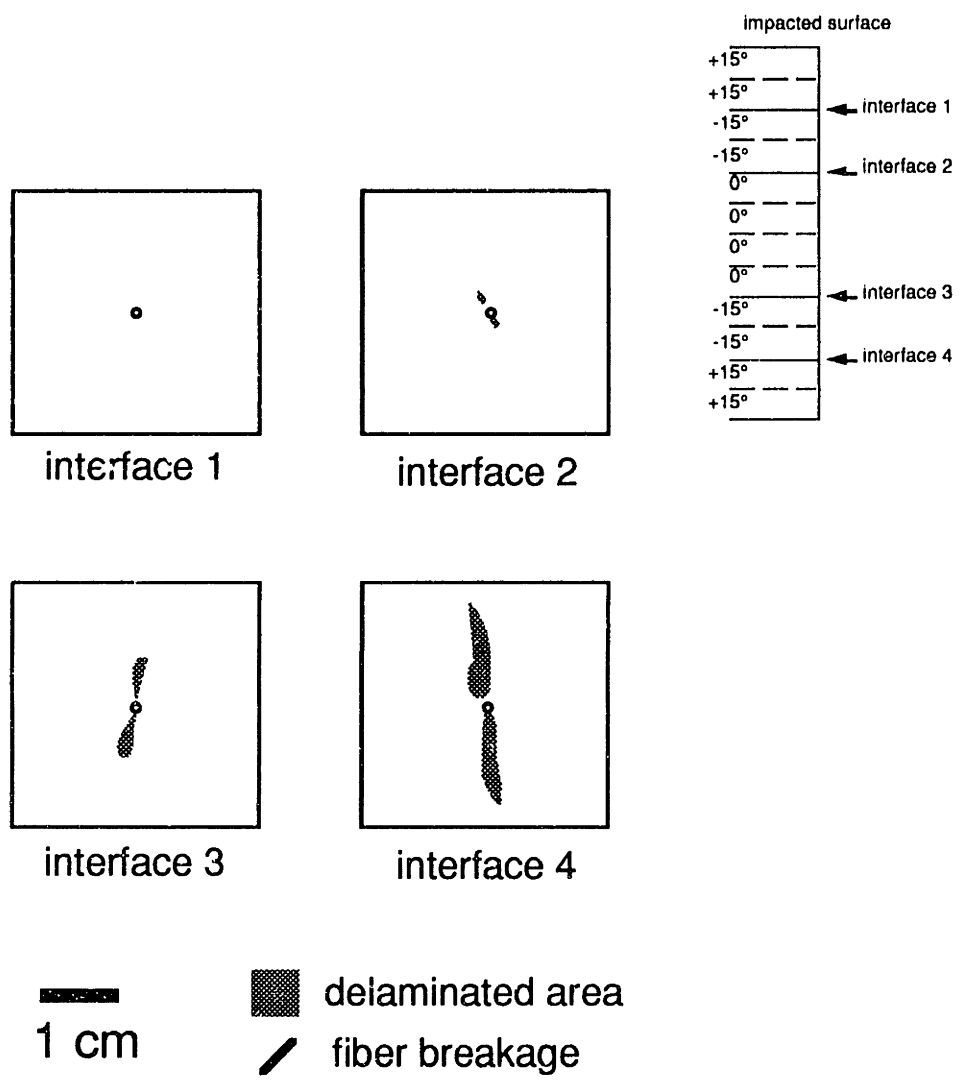 impacted surface
+15°
+15°
interface 1
-15°
-15°
interface 2
0°
0°
0°
0°
interface 3
-15°
-15°
interface 4
+15°
+15°
interface 1
interface 2
interface 3
interface 4
1 cm
delaminated area
fiber breakage